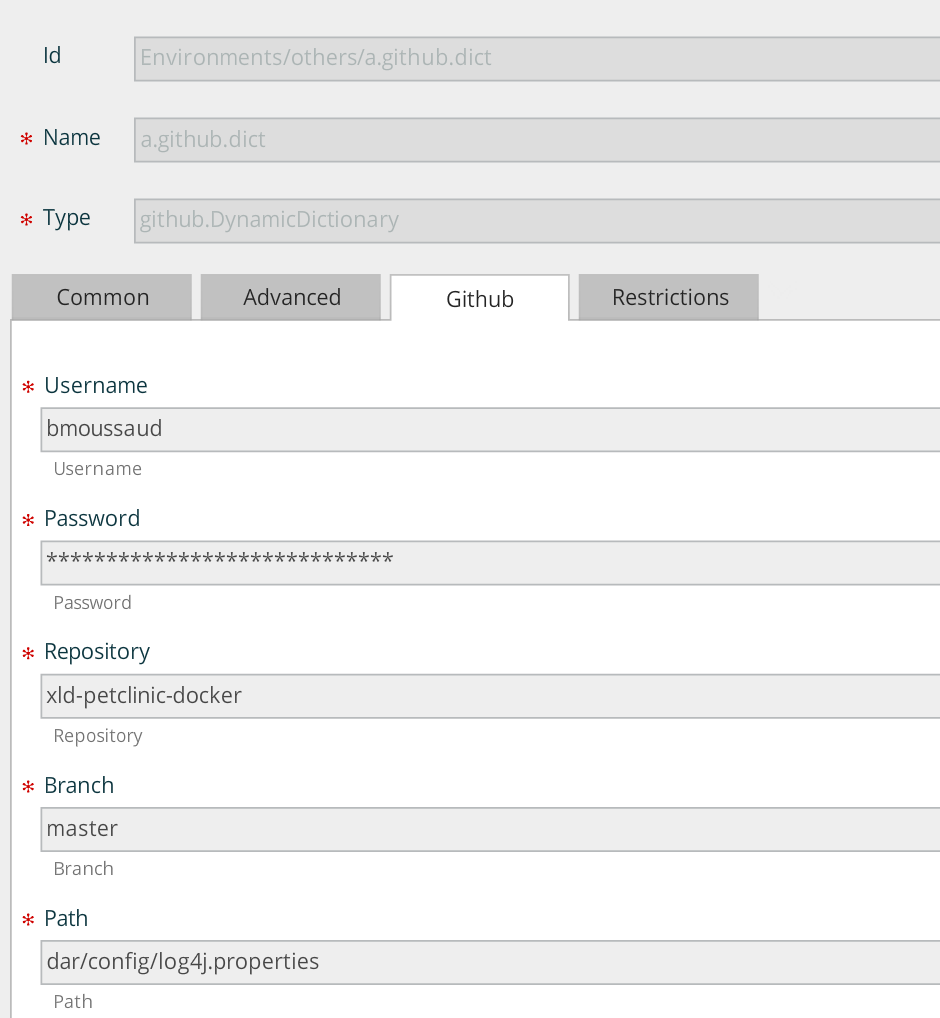 Id
Environments/others/a.github.dict
* Name
a.github.dict
* Type
github.DynamicDictionary
Common Advanced Github Restrictions
* Username
bmoussaud
Username
* Password
*****************************
Password
* Repository
xld-petclinic-docker
Repository
* Branch
master
Branch
* Path
dar/config/log4j.properties
Path